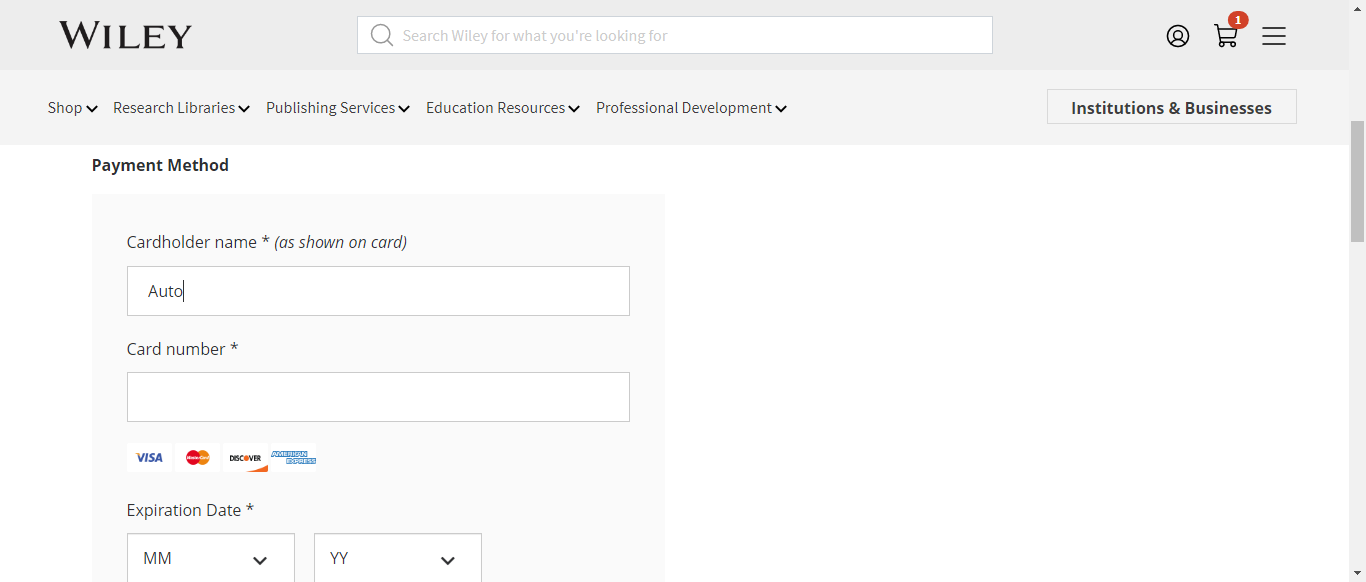 WILEY
Search Wiley for what you're looking for
1
Shop
Research Libraries
Publishing Services
Education Resources
Professional Development
Institutions & Businesses
Payment Method
Cardholder name * (as shown on card)
Auto
Card number *
VISA
MasterCard
DISCOVER
AMERICAN EXPRESS
Expiration Date *
MM
YY